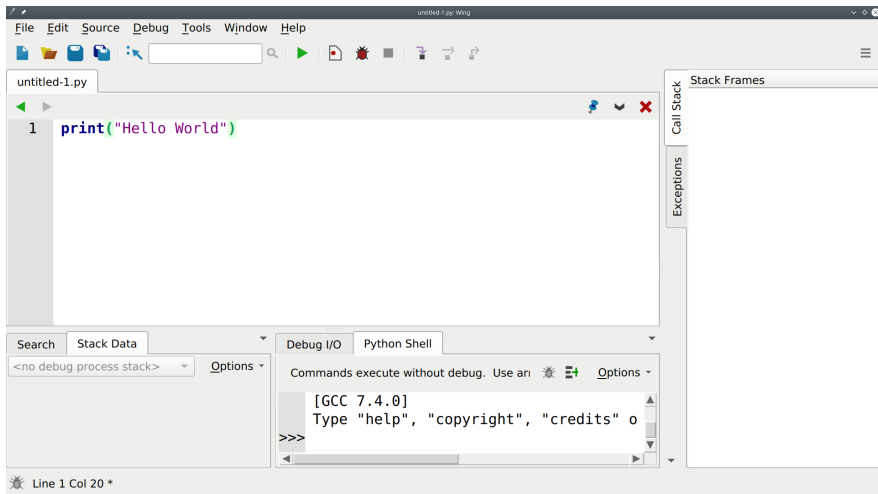 untitled-1.py: Wing
File Edit Source Debug Tools Window Help
untitled-1.py
1 print("Hello World")
Call Stack
Exceptions
Stack Frames
Search Stack Data
<no debug process stack> Options
Debug I/O Python Shell
Commands execute without debug. Use arr Options
[GCC 7.4.0]
Type "help", "copyright", "credits" o
>>>
Line 1 Col 20 *